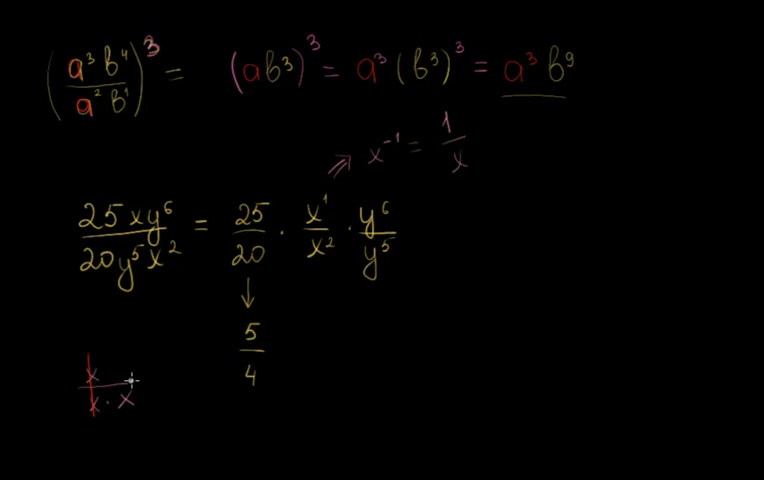 (a³b⁴/a²b¹)³ = (ab³)³ = a³(b³)³ = a³b⁹
⇒ x⁻¹ = 1/x
25xy⁶/20y⁵x² = 25/20 · x¹/x² · y⁶/y⁵
↓
5/4
x/x·x